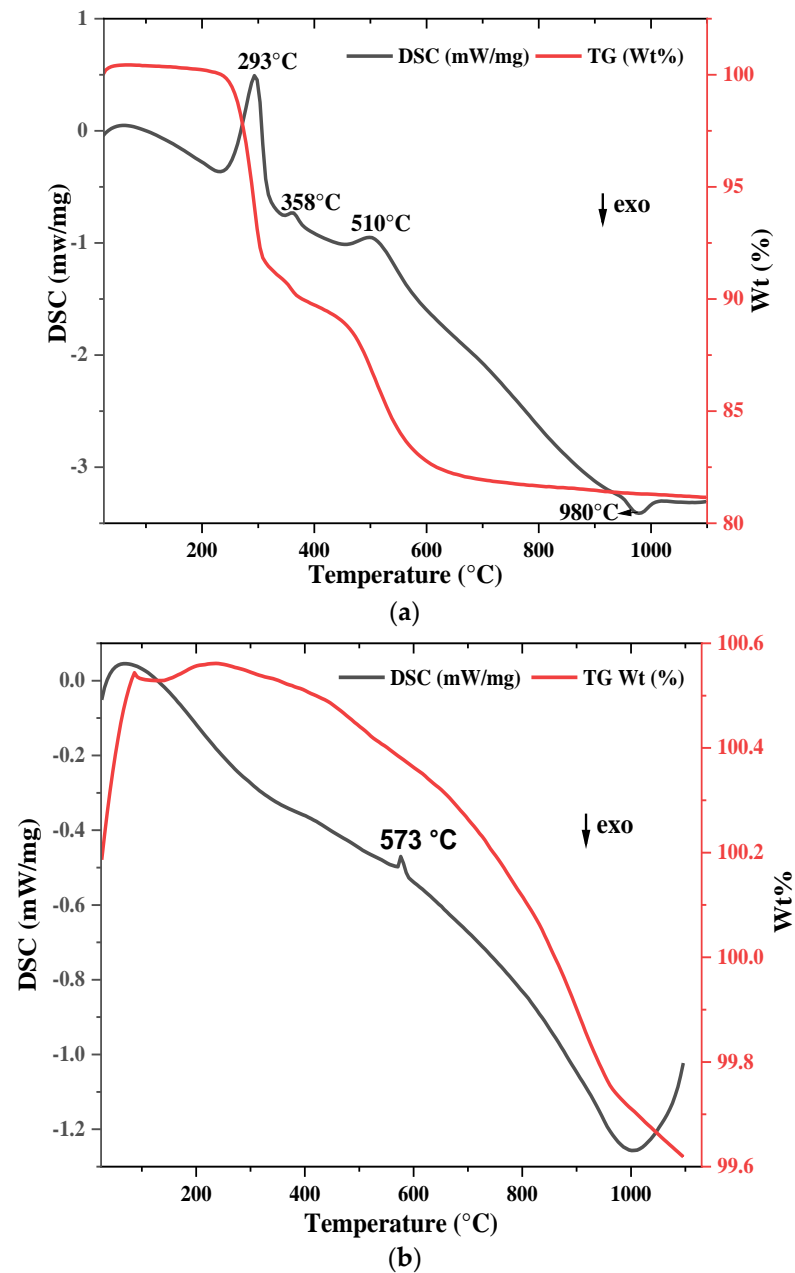 DSC (mW/mg) TG (Wt%)
293°C
358°C
510°C
exo
980°C
1
0
-1
-2
-3
DSC (mw/mg)
100
95
90
85
80
Wt (%)
200 400 600 800 1000
Temperature (°C)
(a)
DSC (mW/mg) TG Wt (%)
573 °C
exo
0.0
-0.2
-0.4
-0.6
-0.8
-1.0
-1.2
DSC (mW/mg)
100.6
100.4
100.2
100.0
99.8
99.6
Wt%
200 400 600 800 1000
Temperature (°C)
(b)